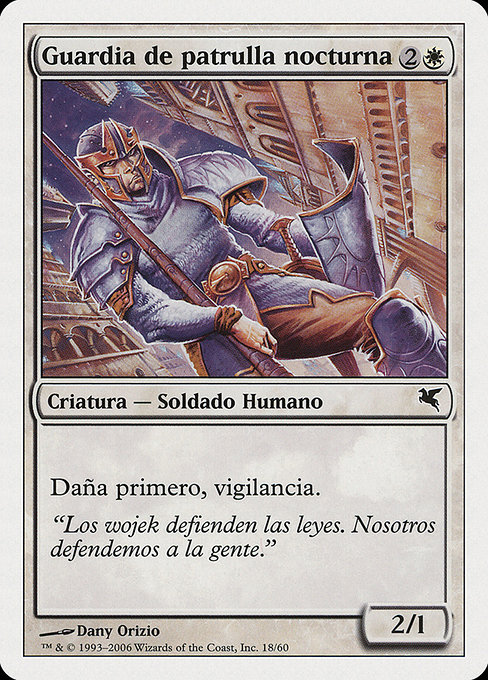 Guardia de patrulla nocturna 2
Criatura — Soldado Humano
Daña primero, vigilancia.
“Los wojek defienden las leyes. Nosotros
defendemos a la gente.”
2/1
Dany Orizio
™ & © 1993–2006 Wizards of the Coast, Inc. 18/60